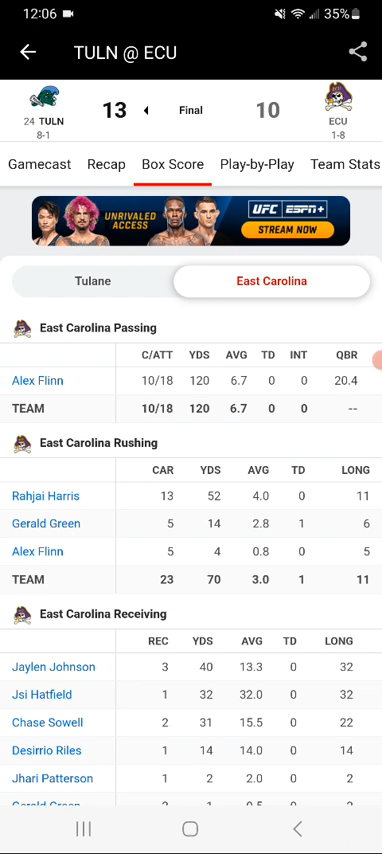 12:06 35%
TULN @ ECU
24 TULN 13 Final 10 ECU
8-1 1-8
Gamecast Recap Box Score Play-by-Play Team Stats
UNRIVALED ACCESS UFC ESPN+ STREAM NOW
Tulane East Carolina
East Carolina Passing
C/ATT YDS AVG TD INT QBR
Alex Flinn 10/18 120 6.7 0 0 20.4
TEAM 10/18 120 6.7 0 0 --
East Carolina Rushing
CAR YDS AVG TD LONG
Rahjai Harris 13 52 4.0 0 11
Gerald Green 5 14 2.8 1 6
Alex Flinn 5 4 0.8 0 5
TEAM 23 70 3.0 1 11
East Carolina Receiving
REC YDS AVG TD LONG
Jaylen Johnson 3 40 13.3 0 32
Jsi Hatfield 1 32 32.0 0 32
Chase Sowell 2 31 15.5 0 22
Desirrio Riles 1 14 14.0 0 14
Jhari Patterson 1 2 2.0 0 2
Gerald Green